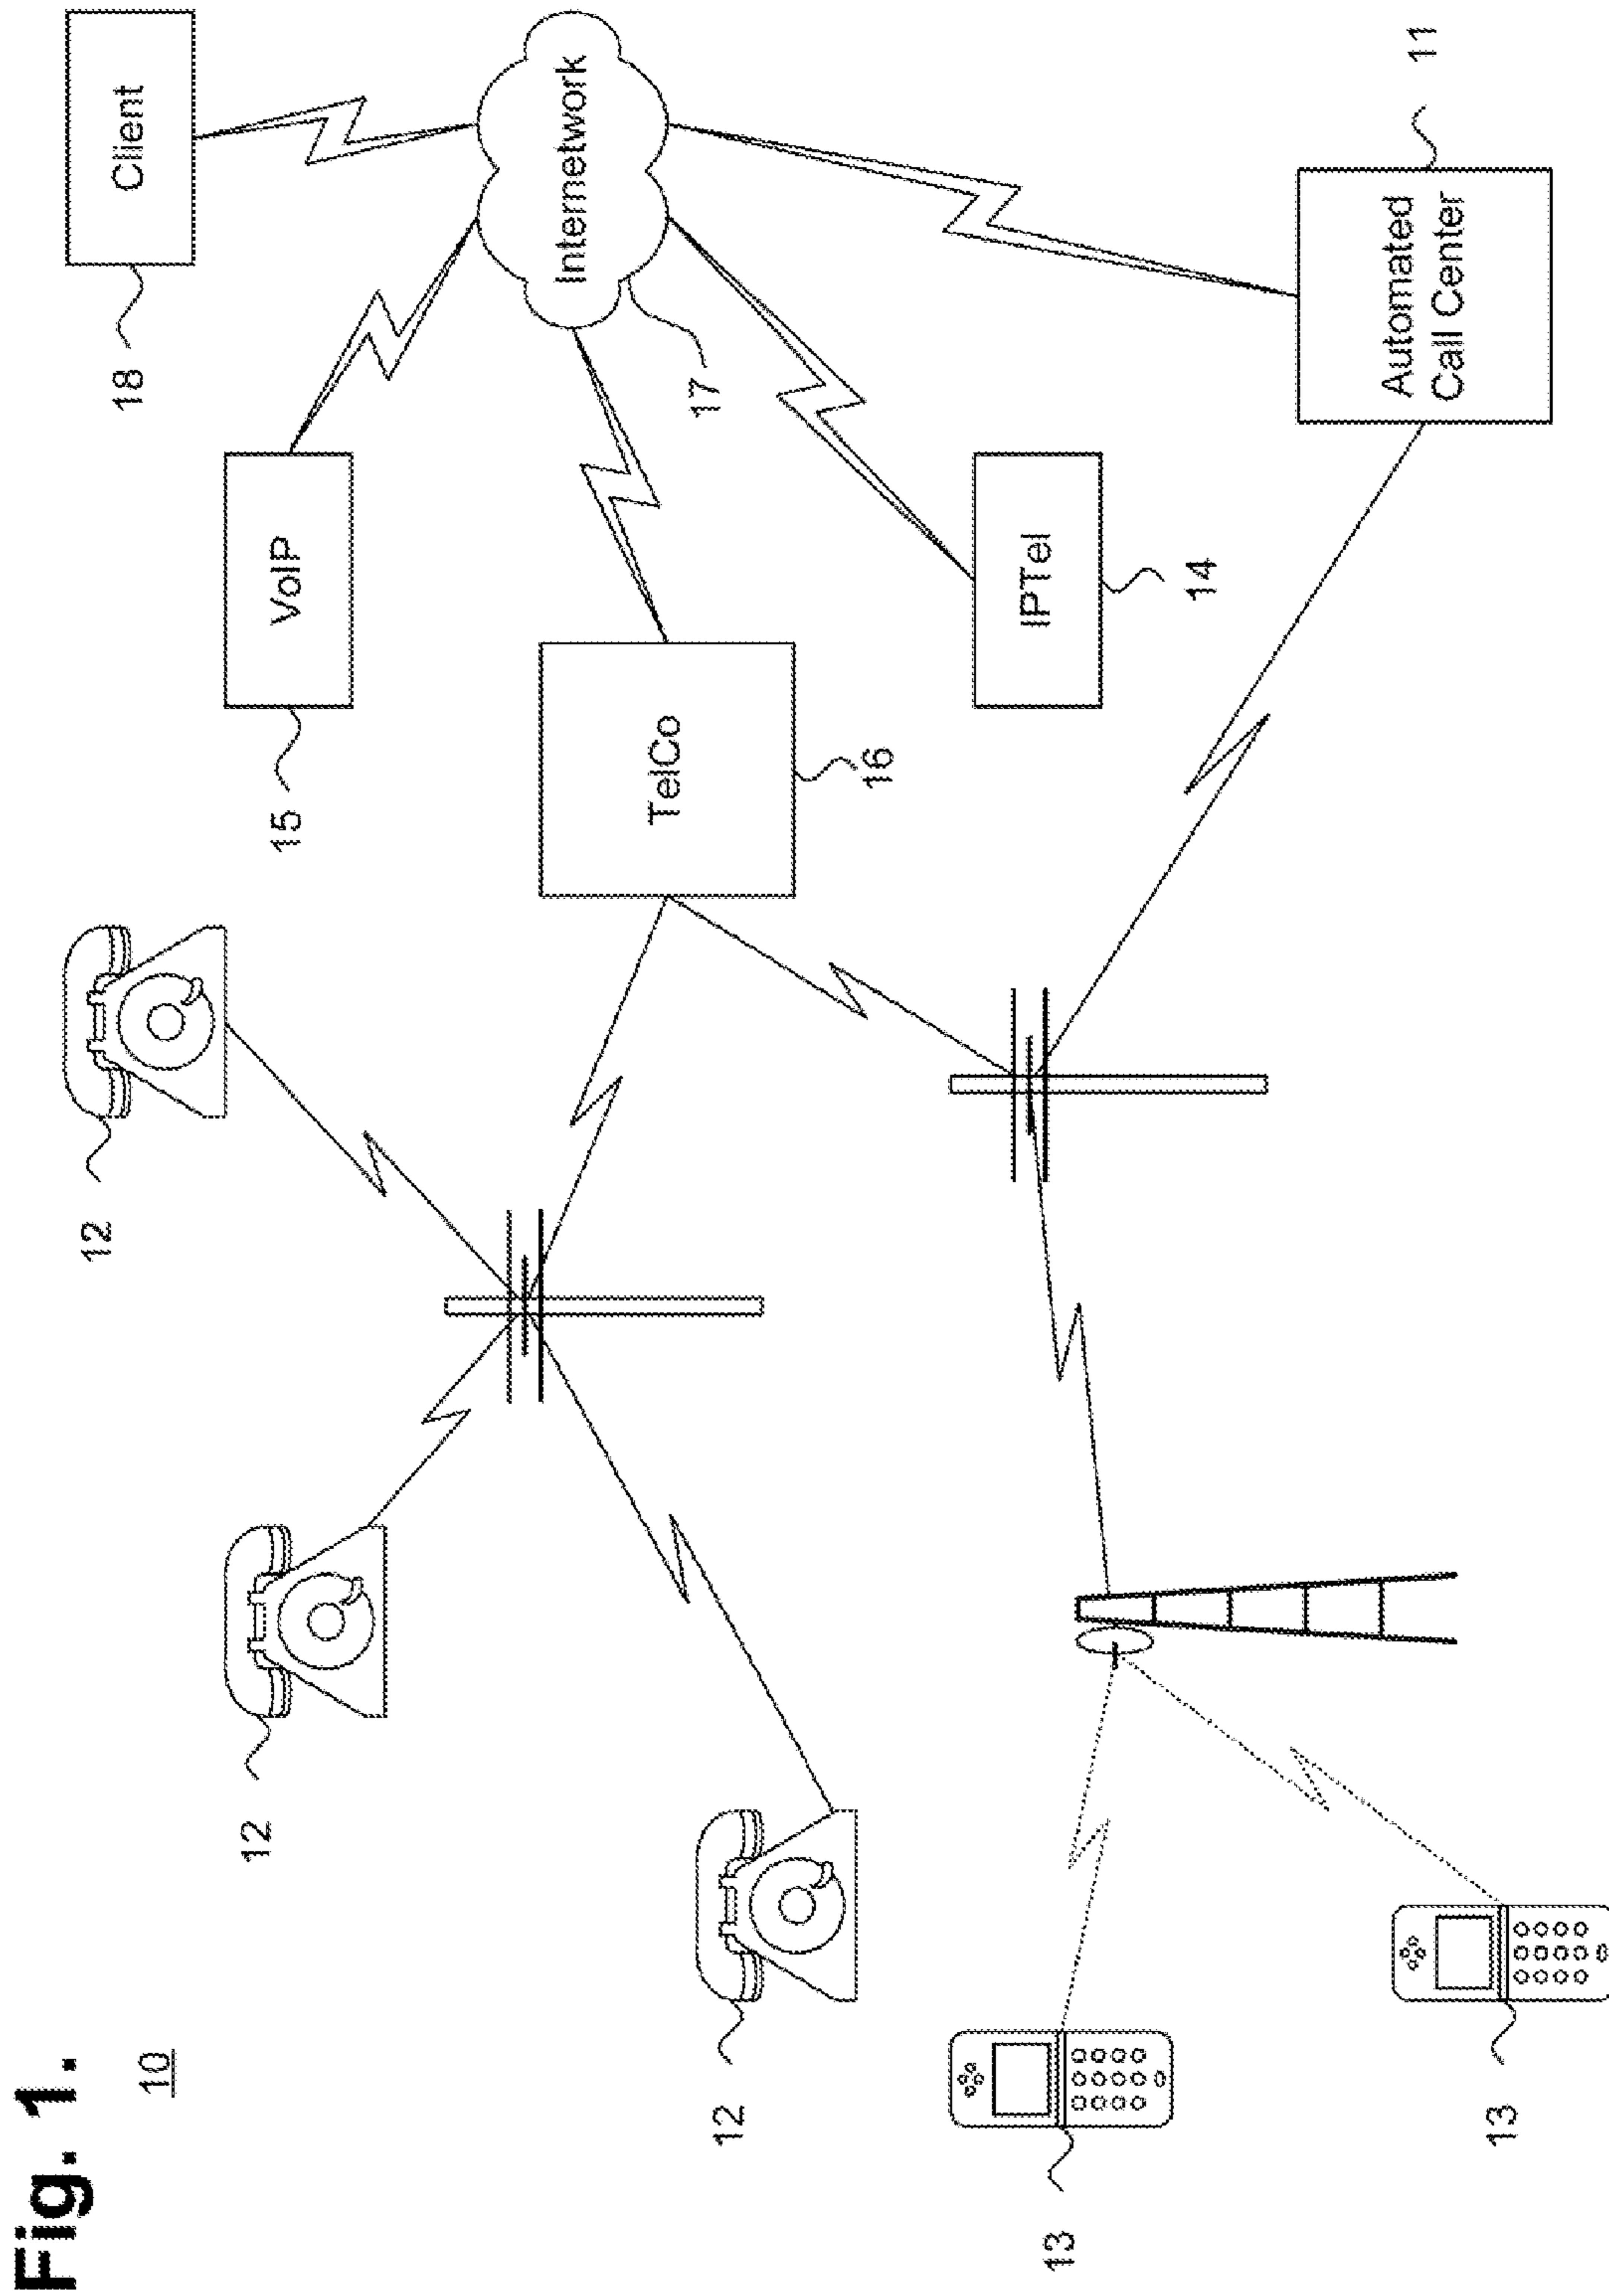 Fig. 1.
10
12
12
12
13
13
15
VoIP
18
Client
TelCo
16
Internetwork
17
IPTel
14
Automated
Call Center
11